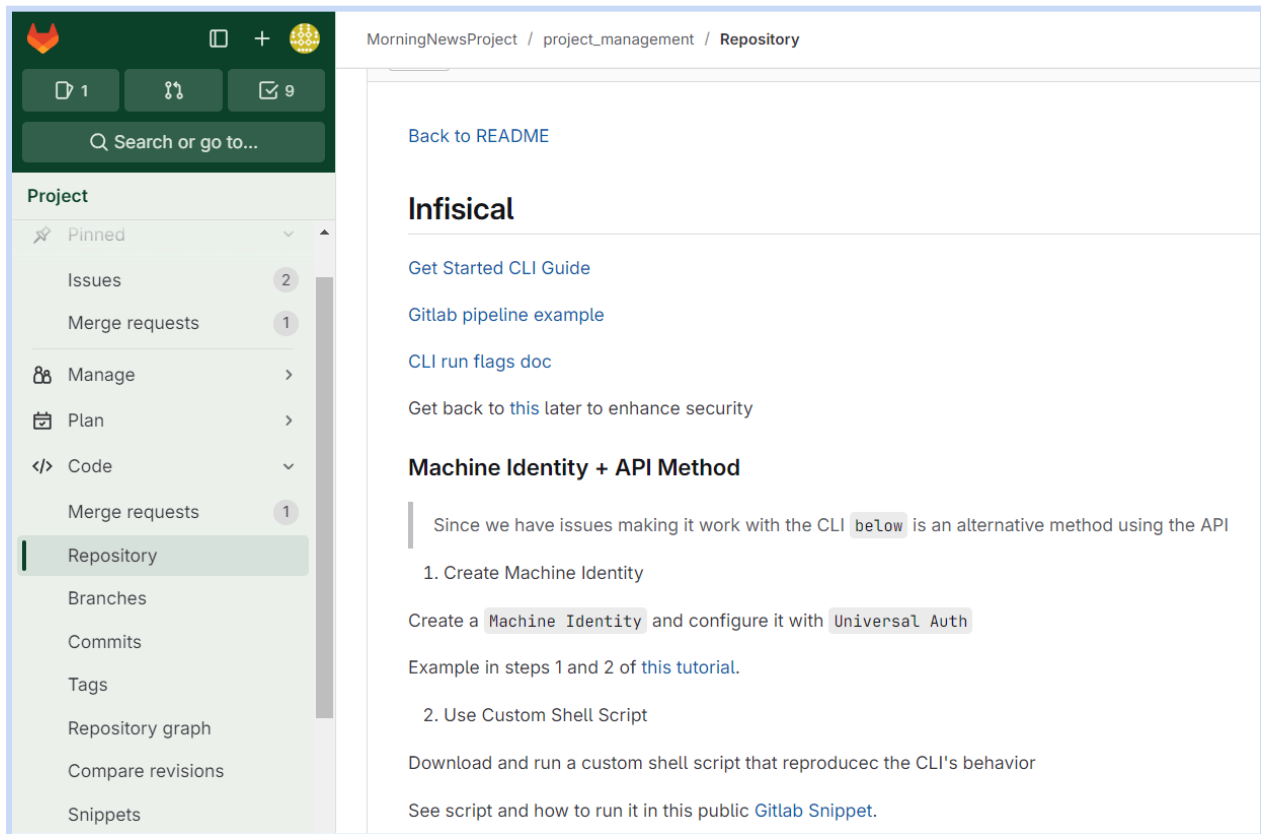 MorningNewsProject / project_management / Repository
1
9
Search or go to...
Project
Pinned
Issues 2
Merge requests 1
Manage
Plan
Code
Merge requests 1
Repository
Branches
Commits
Tags
Repository graph
Compare revisions
Snippets
Back to README
Infisical
Get Started CLI Guide
Gitlab pipeline example
CLI run flags doc
Get back to this later to enhance security
Machine Identity + API Method
Since we have issues making it work with the CLI below is an alternative method using the API
1. Create Machine Identity
Create a Machine Identity and configure it with Universal Auth
Example in steps 1 and 2 of this tutorial.
2. Use Custom Shell Script
Download and run a custom shell script that reproducec the CLI's behavior
See script and how to run it in this public Gitlab Snippet.